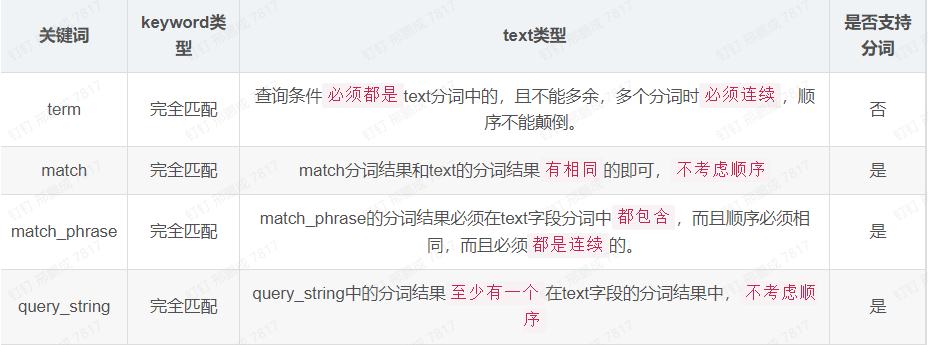 关键词
keyword类型
text类型
是否支持分词
term
完全匹配
查询条件 必须都是 text分词中的，且不能多余，多个分词时 必须连续 ，顺
序不能颠倒。
否
match
完全匹配
match分词结果和text的分词结果 有相同 的即可， 不考虑顺序
是
match_phrase
完全匹配
match_phrase的分词结果必须在text字段分词中 都包含 ，而且顺序必须相
同，而且必须 都是连续 的。
是
query_string
完全匹配
query_string中的分词结果 至少有一个 在text字段的分词结果中， 不考虑顺
序
是